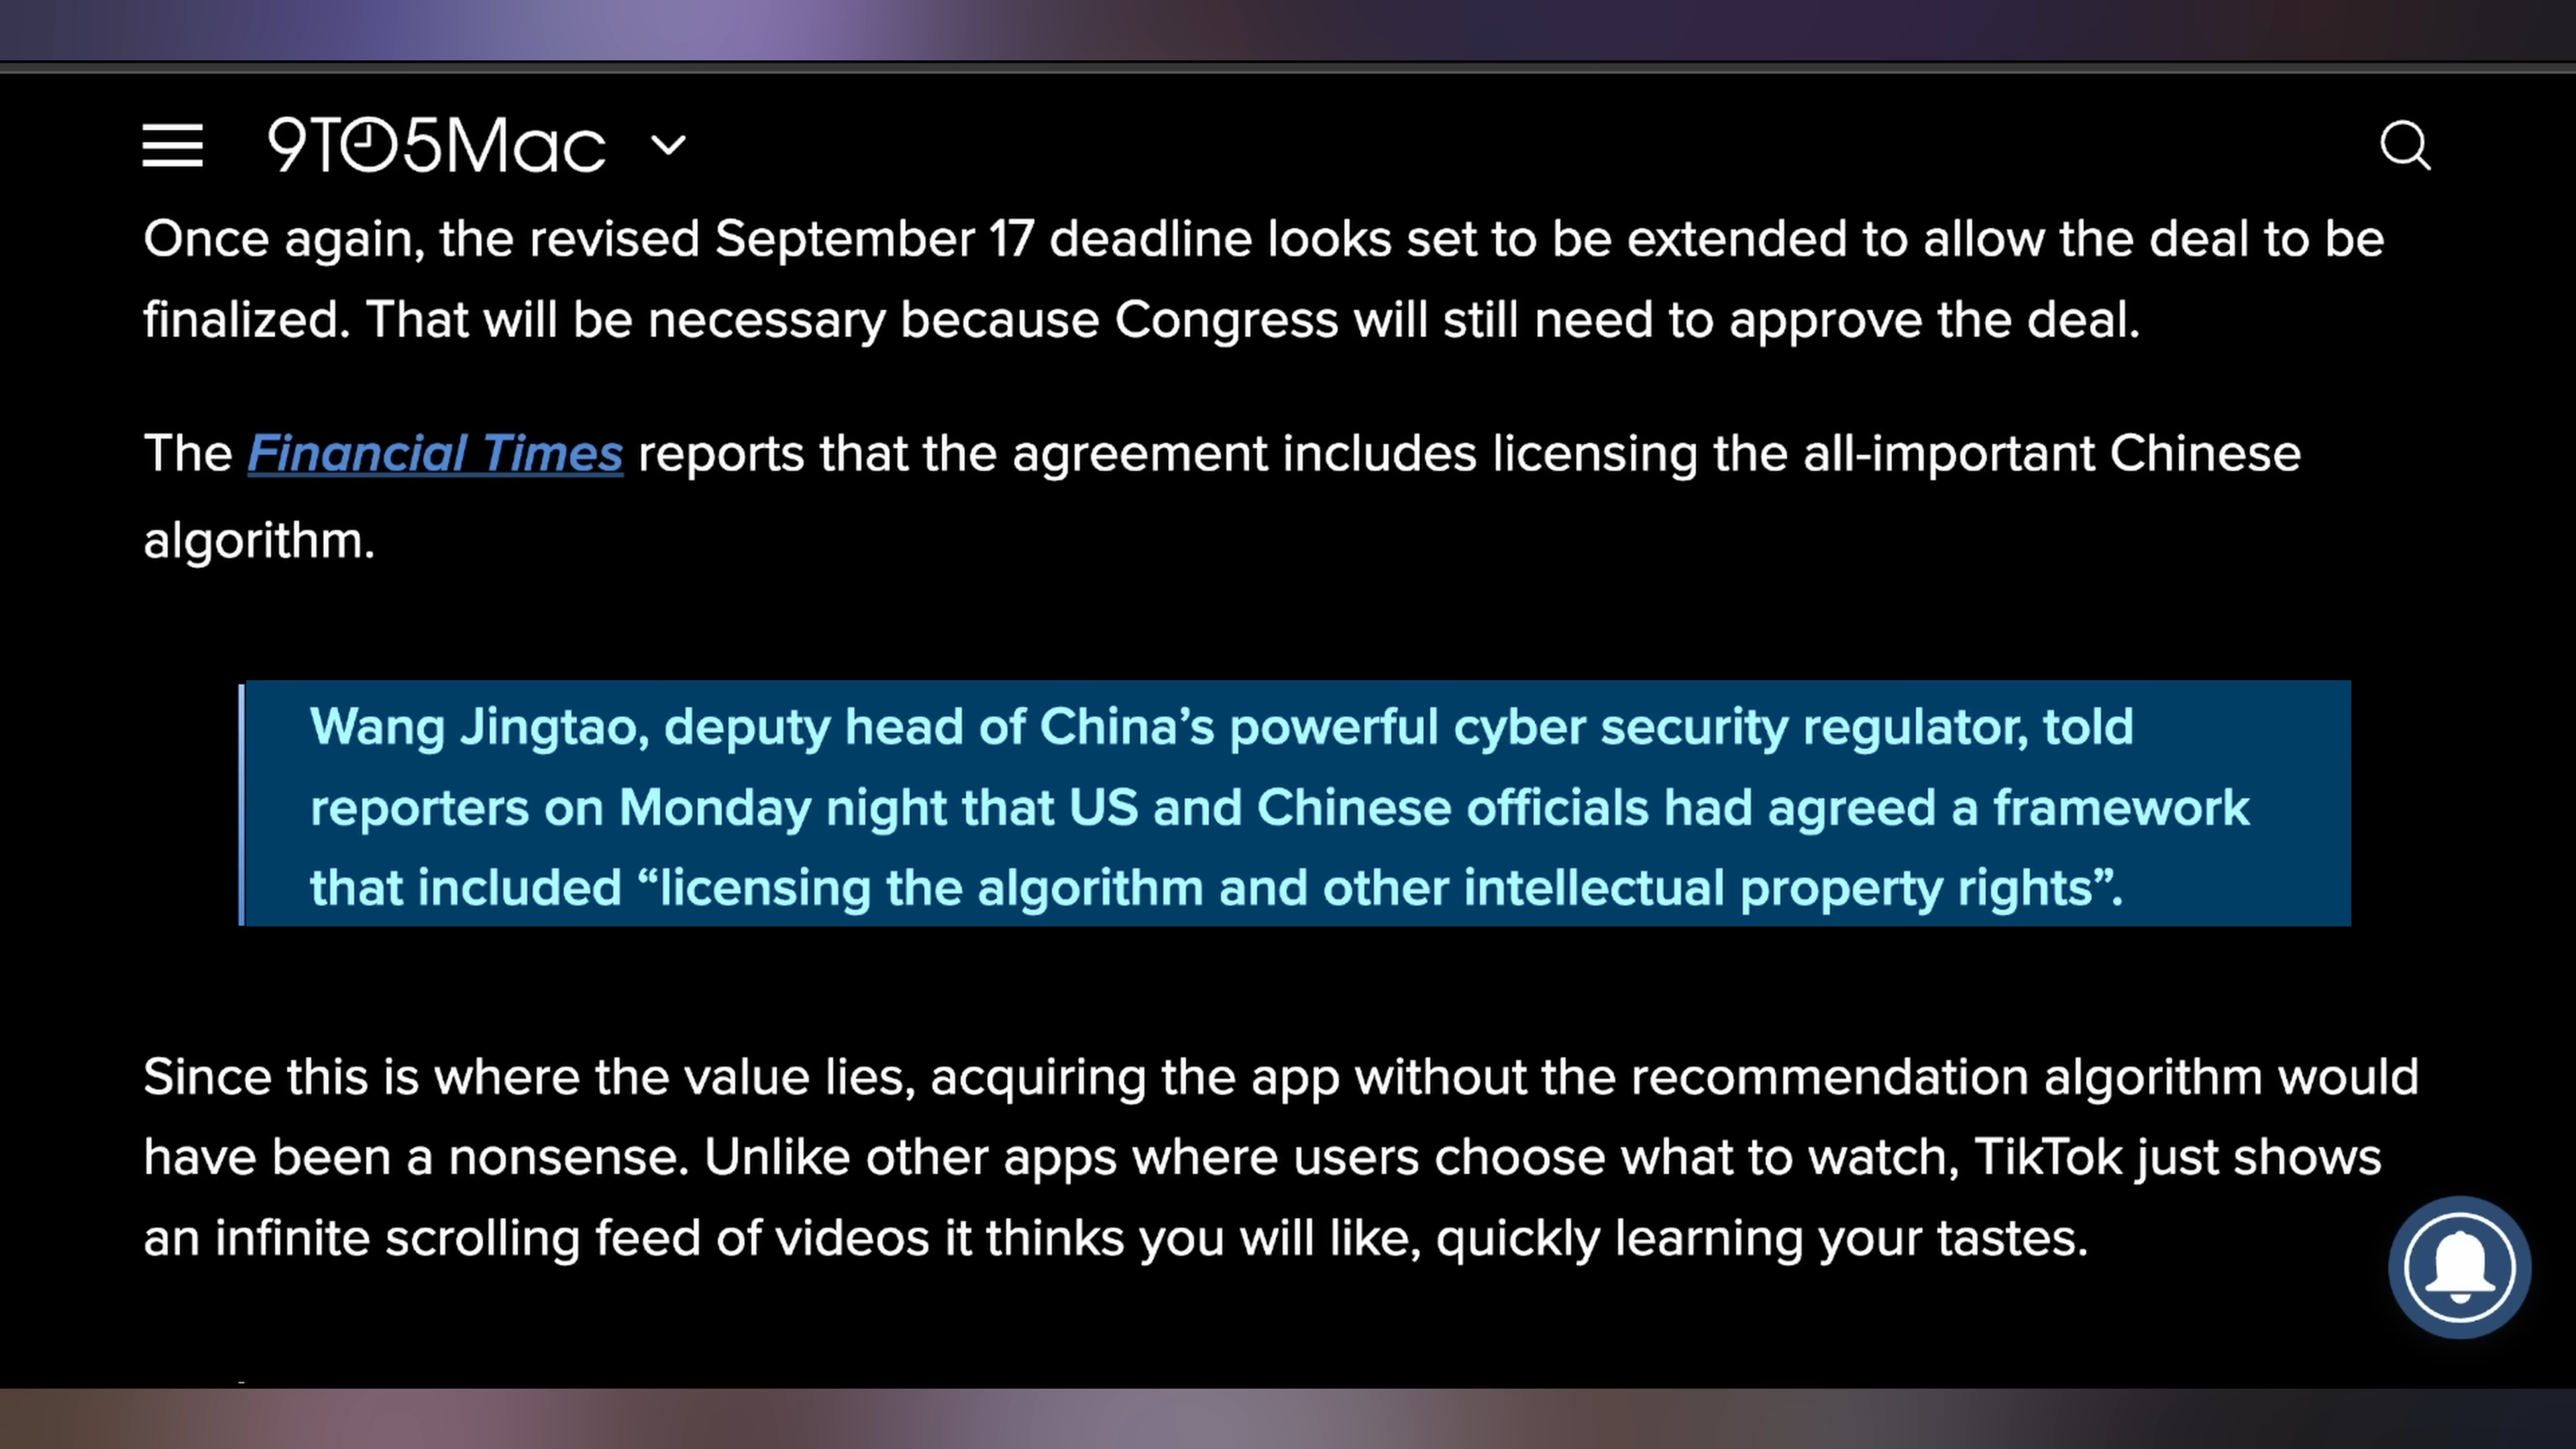 9TO5Mac
Once again, the revised September 17 deadline looks set to be extended to allow the deal to be
finalized. That will be necessary because Congress will still need to approve the deal.
The Financial Times reports that the agreement includes licensing the all-important Chinese
algorithm.
Wang Jingtao, deputy head of China’s powerful cyber security regulator, told
reporters on Monday night that US and Chinese officials had agreed a framework
that included “licensing the algorithm and other intellectual property rights”.
Since this is where the value lies, acquiring the app without the recommendation algorithm would
have been a nonsense. Unlike other apps where users choose what to watch, TikTok just shows
an infinite scrolling feed of videos it thinks you will like, quickly learning your tastes.